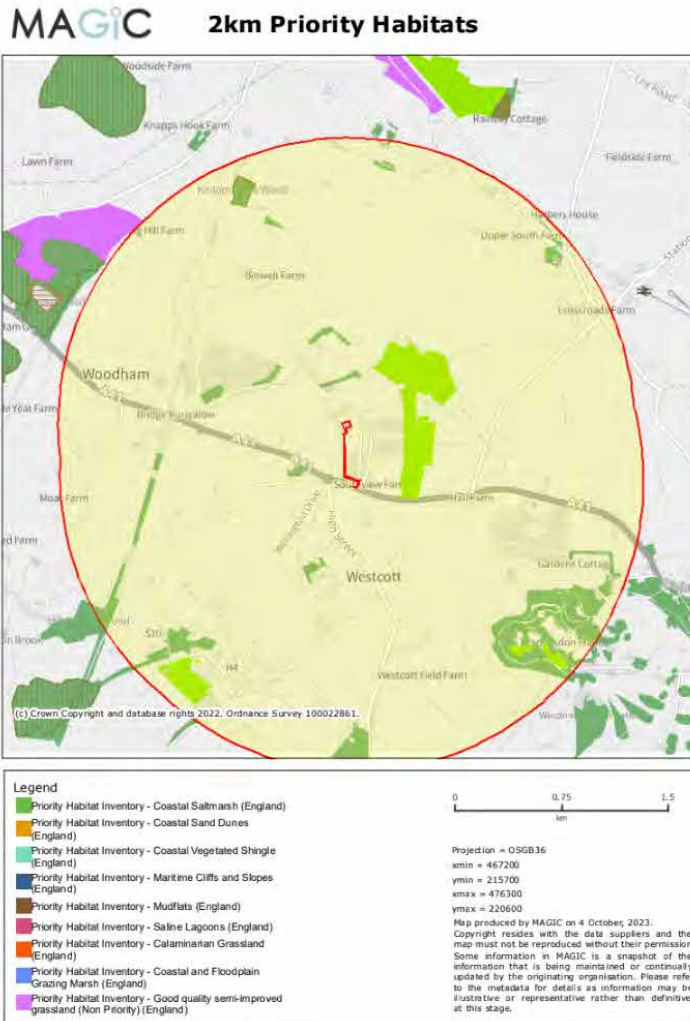 MAGiC
2km Priority Habitats
Woodside Farm
Knapps Hook Farm
Lawn Farm
Cottage
Fieldside Farm
House
Upper South Farm
Hill Farm
Binwell Farm
Crossroads Farm
Woodham
Bridge Bungalow
Westcott
High Street
Gardens Cottage
Westcott Field Farm
(c) Crown Copyright and database rights 2022. Ordnance Survey 100022861.
Legend
Priority Habitat Inventory - Coastal Saltmarsh (England)
Priority Habitat Inventory - Coastal Sand Dunes
(England)
Priority Habitat Inventory - Coastal Vegetated Shingle
(England)
Priority Habitat Inventory - Maritime Cliffs and Slopes
(England)
Priority Habitat Inventory - Mudflats (England)
Priority Habitat Inventory - Saline Lagoons (England)
Priority Habitat Inventory - Calaminarian Grassland
(England)
Priority Habitat Inventory - Coastal and Floodplain
Grazing Marsh (England)
Priority Habitat Inventory - Good quality semi-improved
grassland (Non Priority) (England)
0 0.75 1.5
km
Projection = OSGB36
xmin = 467200
ymin = 215700
xmax = 476300
ymax = 220600
Map produced by MAGIC on 4 October, 2023.
Copyright resides with the data suppliers and the
map must not be reproduced without their permission
Some information in MAGIC is a snapshot of the
information that is being maintained or continually
updated by the originating organisation. Please refe
to the metadata for details as information may be
illustrative or representative rather than definitive
at this stage.